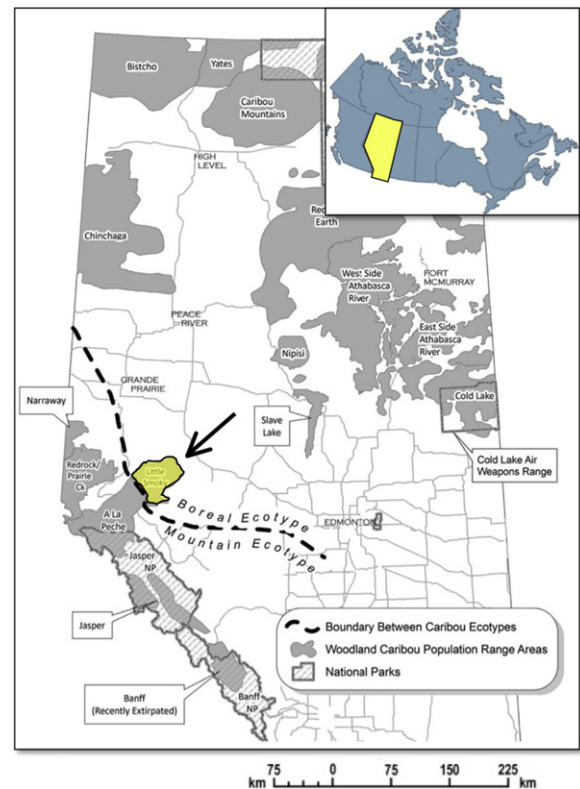 Bistcho
Yates
Caribou
Mountains
HIGH
LEVEL
Chinchaga
Earth
West Side
Athabasca
River
FORT
MCMURRAY
East Side
Athabasca
River
PEACE
RIVER
Nipisi
GRANDE
PRAIRIE
Narraway
Cold Lake
Slave
Lake
Redrock/
Prairie
Ck
Little
Smoky
Cold Lake Air
Weapons Range
A La
Peche
Boreal Ecotype
Mountain Ecotype
EDMONTON
Jasper
NP
Jasper
Boundary Between Caribou Ecotypes
Woodland Caribou Population Range Areas
National Parks
Banff
(Recently Extirpated)
Banff
NP
75 0 75 150 225
km km